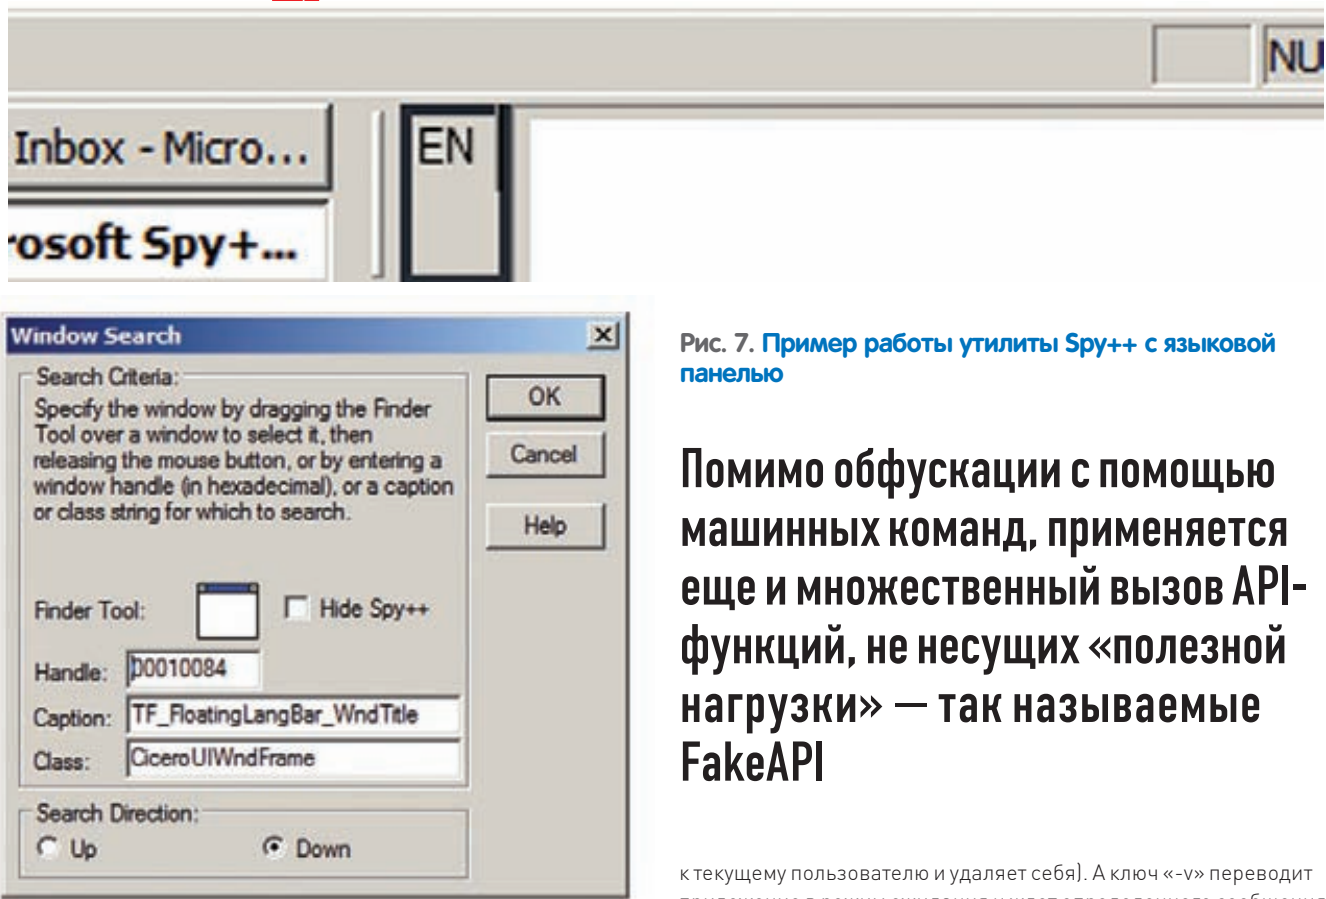 NU
Inbox - Micro...
EN
rosoft Spy+...
Window Search
Search Criteria:
Specify the window by dragging the Finder
Tool over a window to select it, then
releasing the mouse button, or by entering a
window handle (in hexadecimal), or a caption
or class string for which to search.
Finder Tool:
Hide Spy++
Handle: 00010084
Caption: TF_FloatingLangBar_WndTitle
Class: CiceroUIWndFrame
Search Direction:
Up
Down
OK
Cancel
Help
Рис. 7. Пример работы утилиты Spy++ с языковой
панелью
Помимо обфускации с помощью
машинных команд, применяется
еще и множественный вызов API-
функций, не несущих «полезной
нагрузки» — так называемые
FakeAPI
к текущему пользователю и удаляет себя). А ключ «-v» переводит